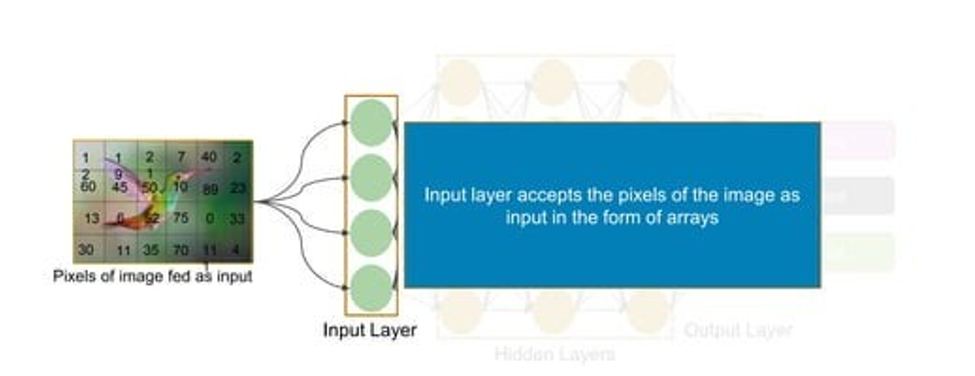 1 1 2 7 40 2
2 9 1
60 45 50 10 89 23
13 6 92 75 0 33
30 11 35 70 11 4
Pixels of image fed as input
Input Layer
Input layer accepts the pixels of the image as
input in the form of arrays
Output Layer
Hidden Layers